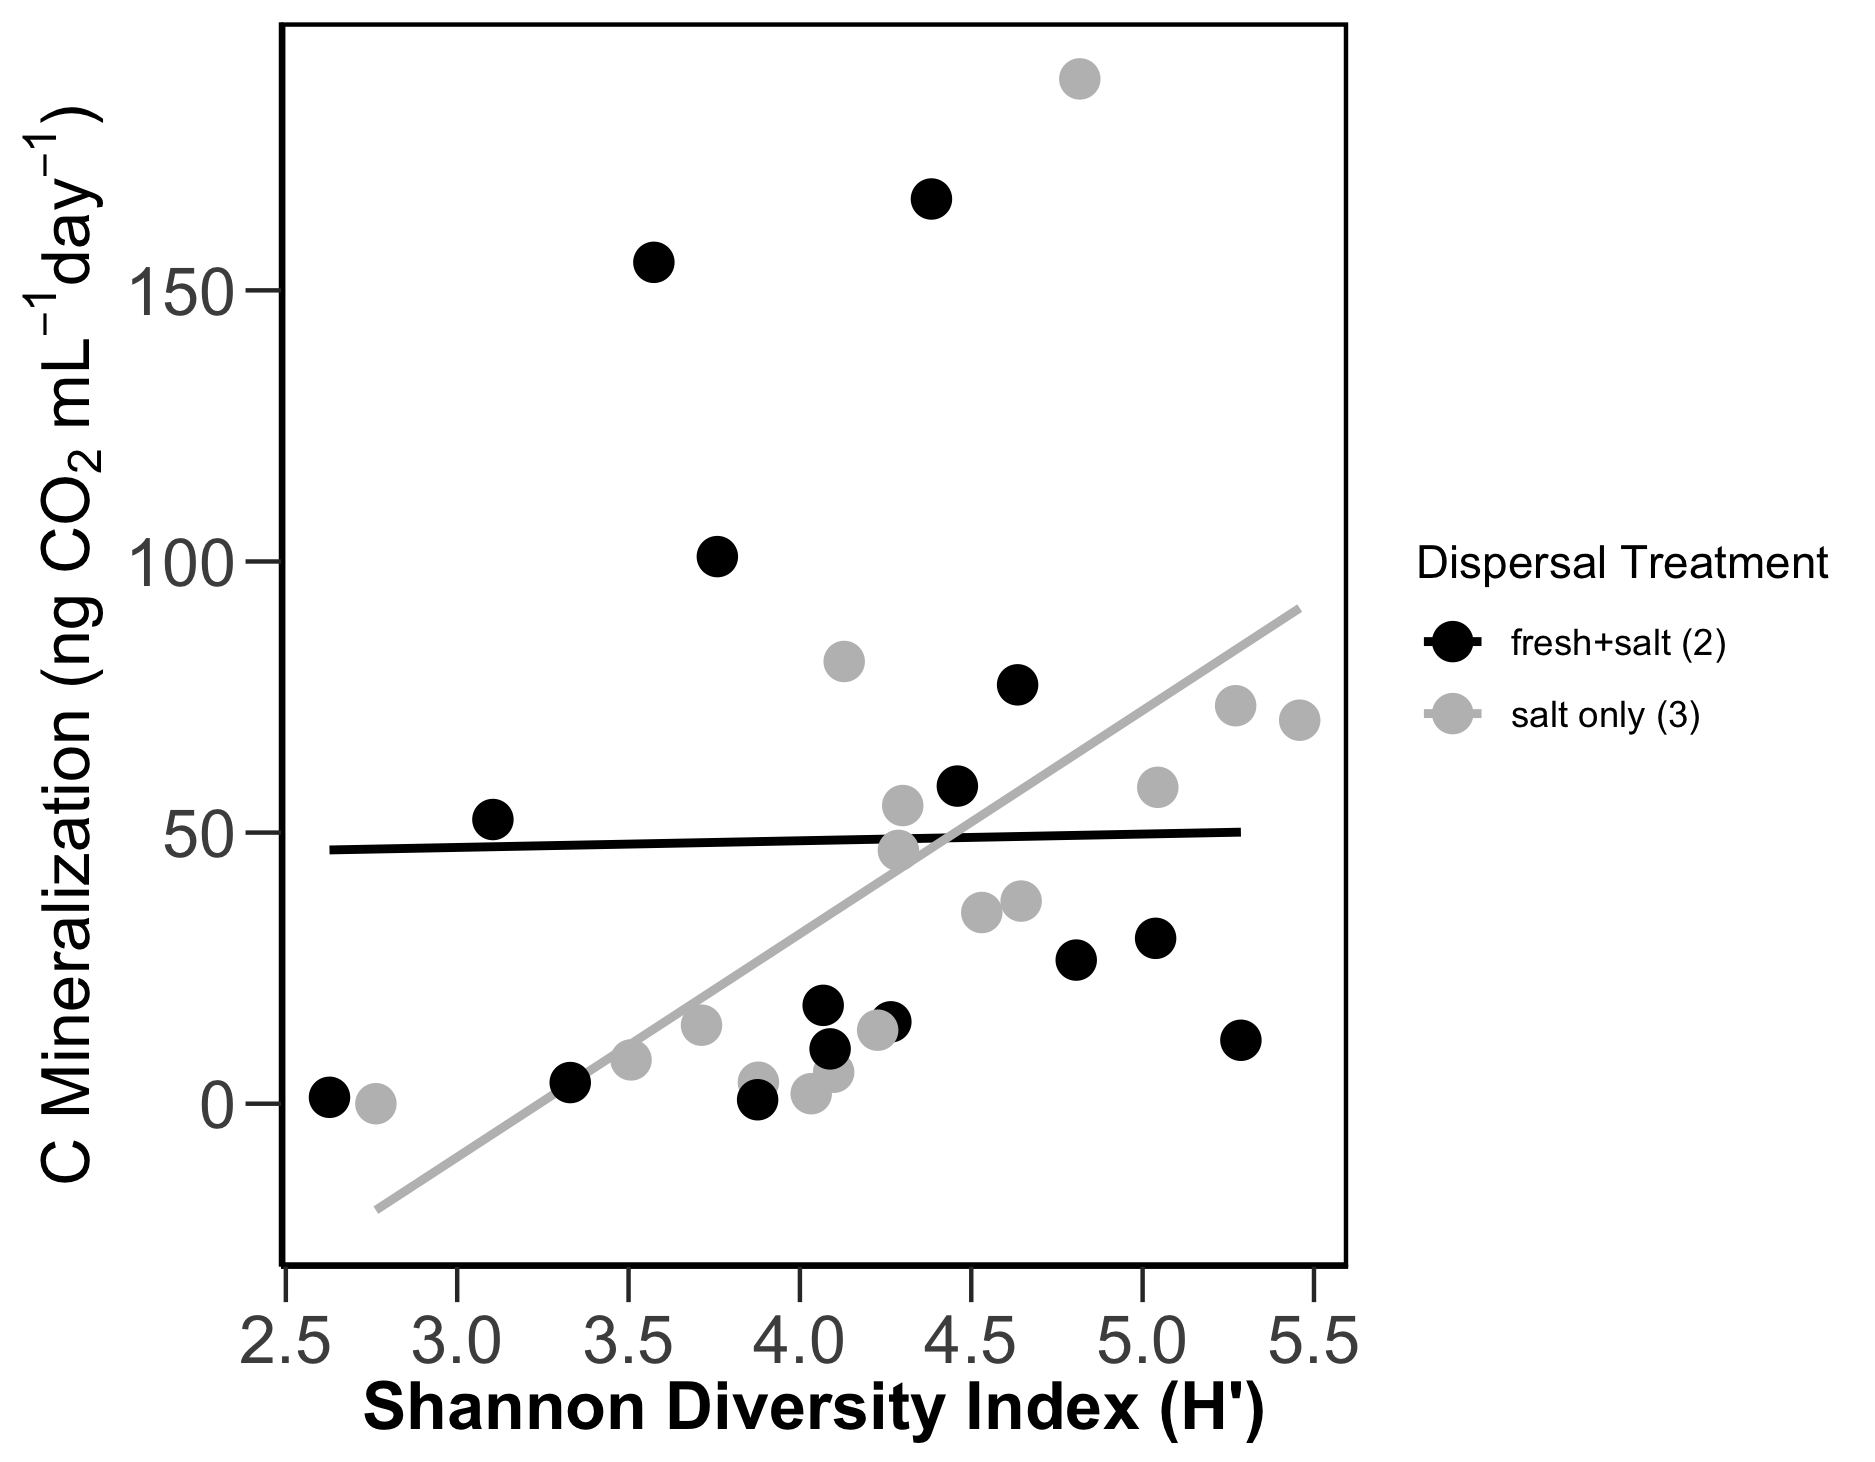 C Mineralization (ng CO₂ mL⁻¹day⁻¹)
150
100
50
0
2.5 3.0 3.5 4.0 4.5 5.0 5.5
Shannon Diversity Index (H')
Dispersal Treatment
fresh+salt (2)
salt only (3)